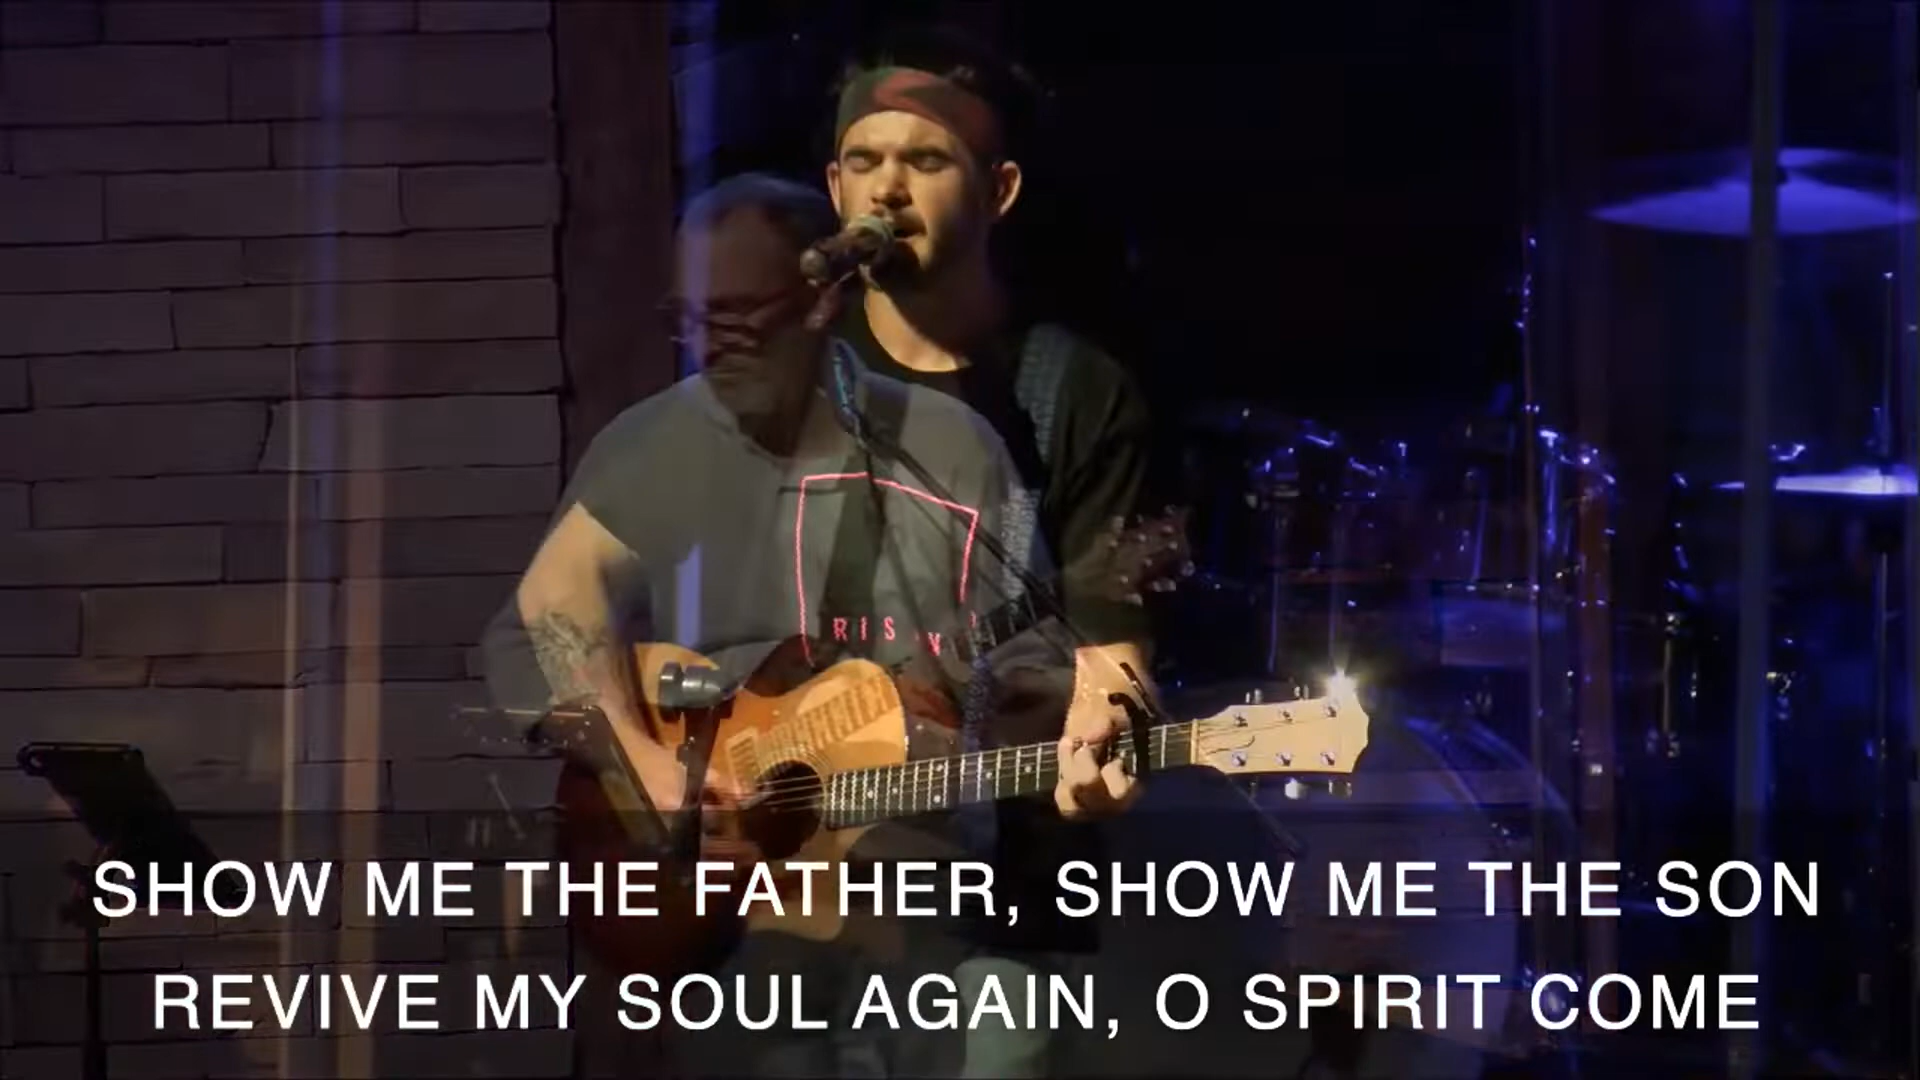 SHOW ME THE FATHER, SHOW ME THE SON
REVIVE MY SOUL AGAIN, O SPIRIT COME